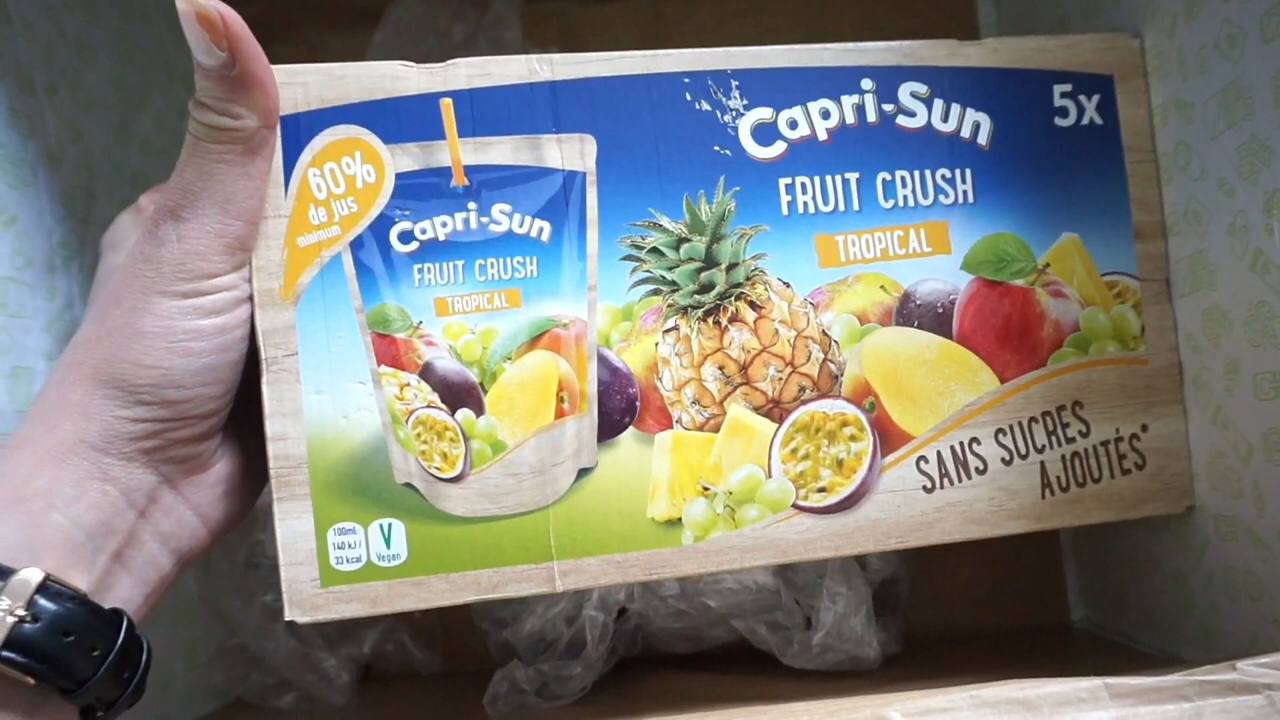 60%
de jus
minimum
Capri-Sun
FRUIT CRUSH
TROPICAL
Capri-Sun
FRUIT CRUSH
TROPICAL
5x
SANS SUCRES
AJOUTÉS*
100mL
140 kJ/
33 kcal
V
Vegan